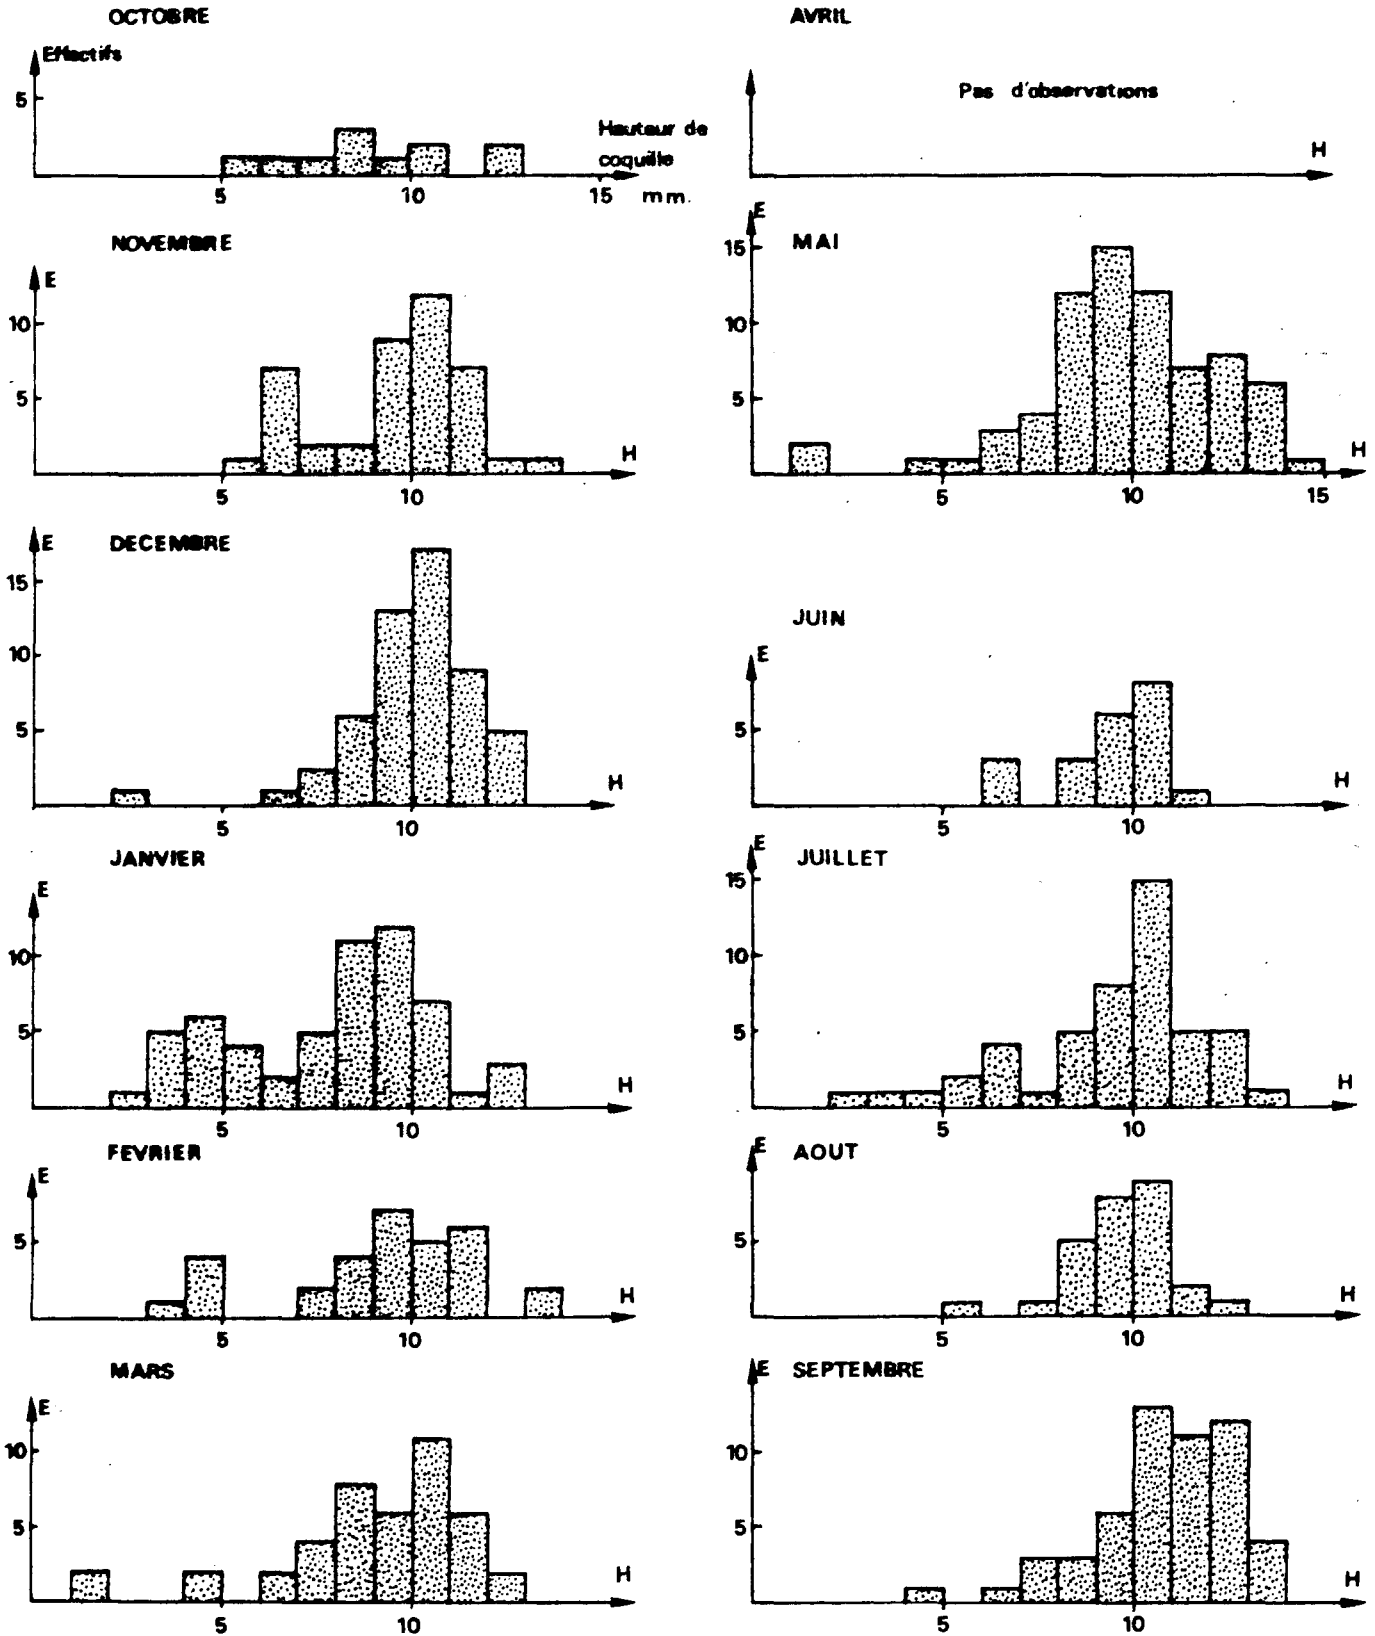 OCTOBRE
Effectifs
5
Hauteur de
coquille
5 10 15 mm.
NOVEMBRE
E
10
5
H
5 10
DECEMBRE
E
15
10
5
H
5 10
JANVIER
E
10
5
H
5 10
FEVRIER
E
5
H
5 10
MARS
E
10
5
H
5 10
AVRIL
Pas d'observations
H
E
MAI
15
10
5
H
5 10 15
JUIN
E
5
H
5 10
JUILLET
E
15
10
5
H
5 10
AOUT
E
5
H
5 10
SEPTEMBRE
E
10
5
H
5 10